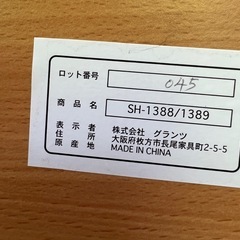 ロット番号 045
商品名 SH-1388/1389
表示者 株式会社 グランツ
住所 大阪府枚方市長尾家具町2-5-5
原産地 MADE IN CHINA